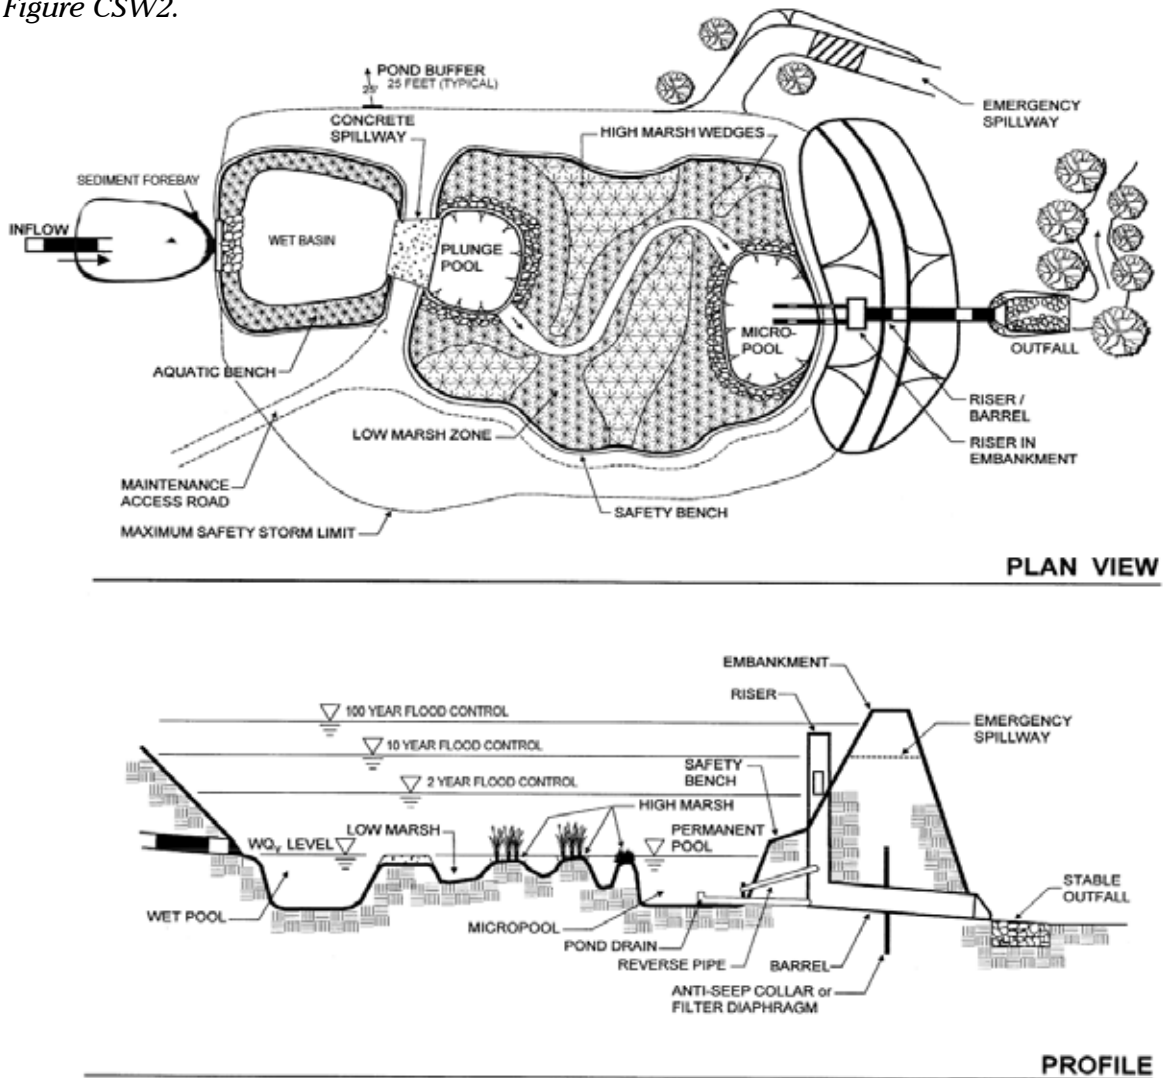 Figure CSW2.
POND BUFFER
25 FEET (TYPICAL)
25'
CONCRETE
SPILLWAY
HIGH MARSH WEDGES
EMERGENCY
SPILLWAY
SEDIMENT FOREBAY
INFLOW
WET BASIN
PLUNGE
POOL
MICRO-
POOL
OUTFALL
AQUATIC BENCH
RISER /
BARREL
LOW MARSH ZONE
RISER IN
EMBANKMENT
MAINTENANCE
ACCESS ROAD
SAFETY BENCH
MAXIMUM SAFETY STORM LIMIT
PLAN VIEW
EMBANKMENT
RISER
100 YEAR FLOOD CONTROL
EMERGENCY
SPILLWAY
10 YEAR FLOOD CONTROL
SAFETY
BENCH
2 YEAR FLOOD CONTROL
HIGH MARSH
LOW MARSH
PERMANENT
POOL
WQv LEVEL
STABLE
OUTFALL
WET POOL
MICROPOOL
POND DRAIN
REVERSE PIPE
BARREL
ANTI-SEEP COLLAR or
FILTER DIAPHRAGM
PROFILE